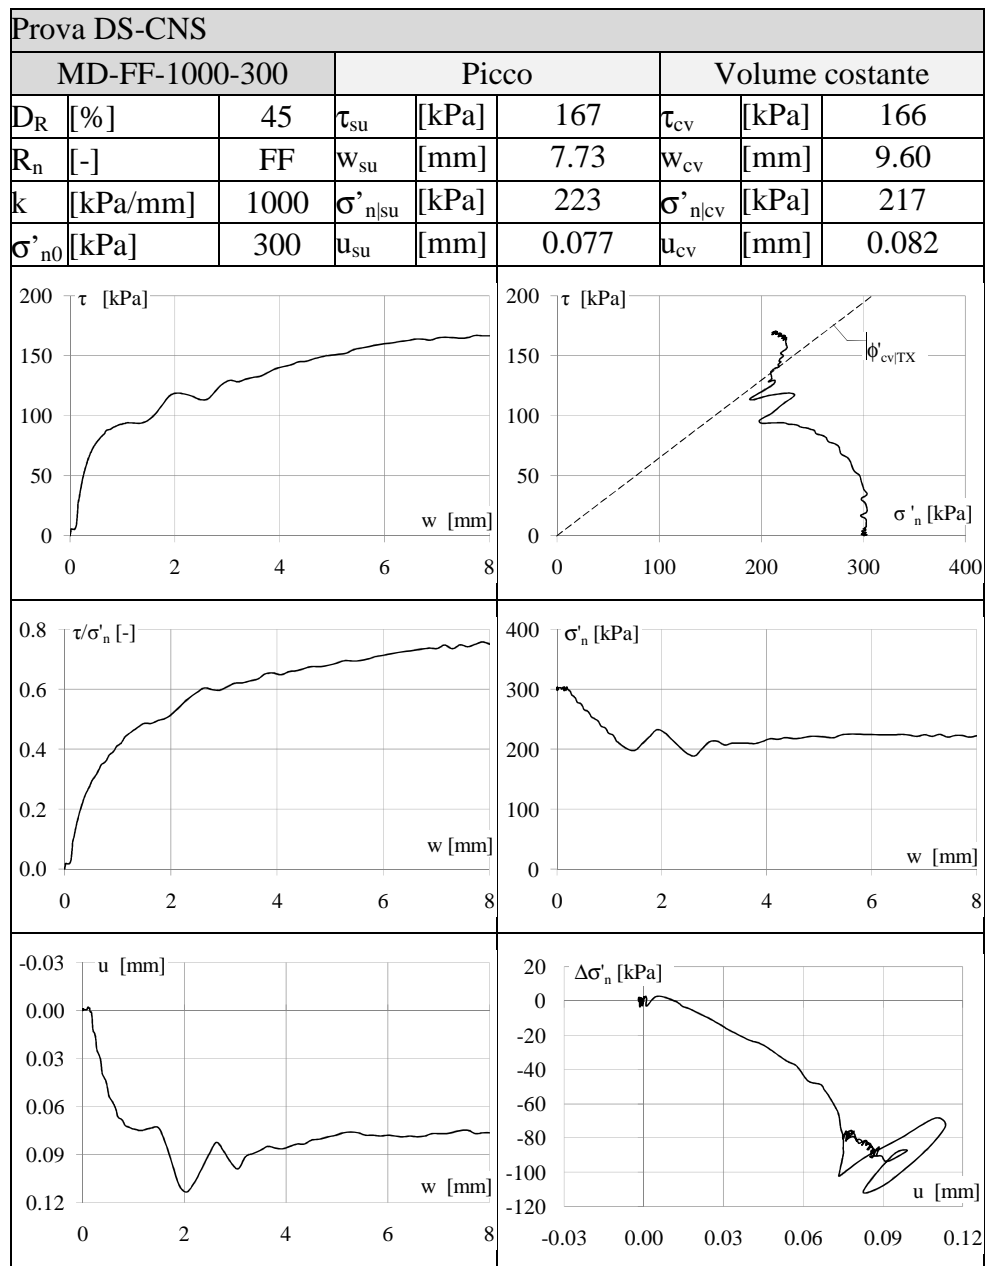 Prova DS-CNS
MD-FF-1000-300 Picco Volume costante
D_R [%] 45 τ_su [kPa] 167 τ_cv [kPa] 166
R_n [-] FF w_su [mm] 7.73 w_cv [mm] 9.60
k [kPa/mm] 1000 σ'_n|su [kPa] 223 σ'_n|cv [kPa] 217
σ'_n0 [kPa] 300 u_su [mm] 0.077 u_cv [mm] 0.082
τ [kPa]
200
150
100
50
0
w [mm]
0 2 4 6 8
τ [kPa]
200
150
100
50
0
ϕ'_cv|TX
σ'_n [kPa]
0 100 200 300 400
τ/σ'_n [-]
0.8
0.6
0.4
0.2
0.0
w [mm]
0 2 4 6 8
σ'_n [kPa]
400
300
200
100
0
w [mm]
0 2 4 6 8
u [mm]
-0.03
0.00
0.03
0.06
0.09
0.12
w [mm]
0 2 4 6 8
Δσ'_n [kPa]
20
0
-20
-40
-60
-80
-100
-120
u [mm]
-0.03 0.00 0.03 0.06 0.09 0.12